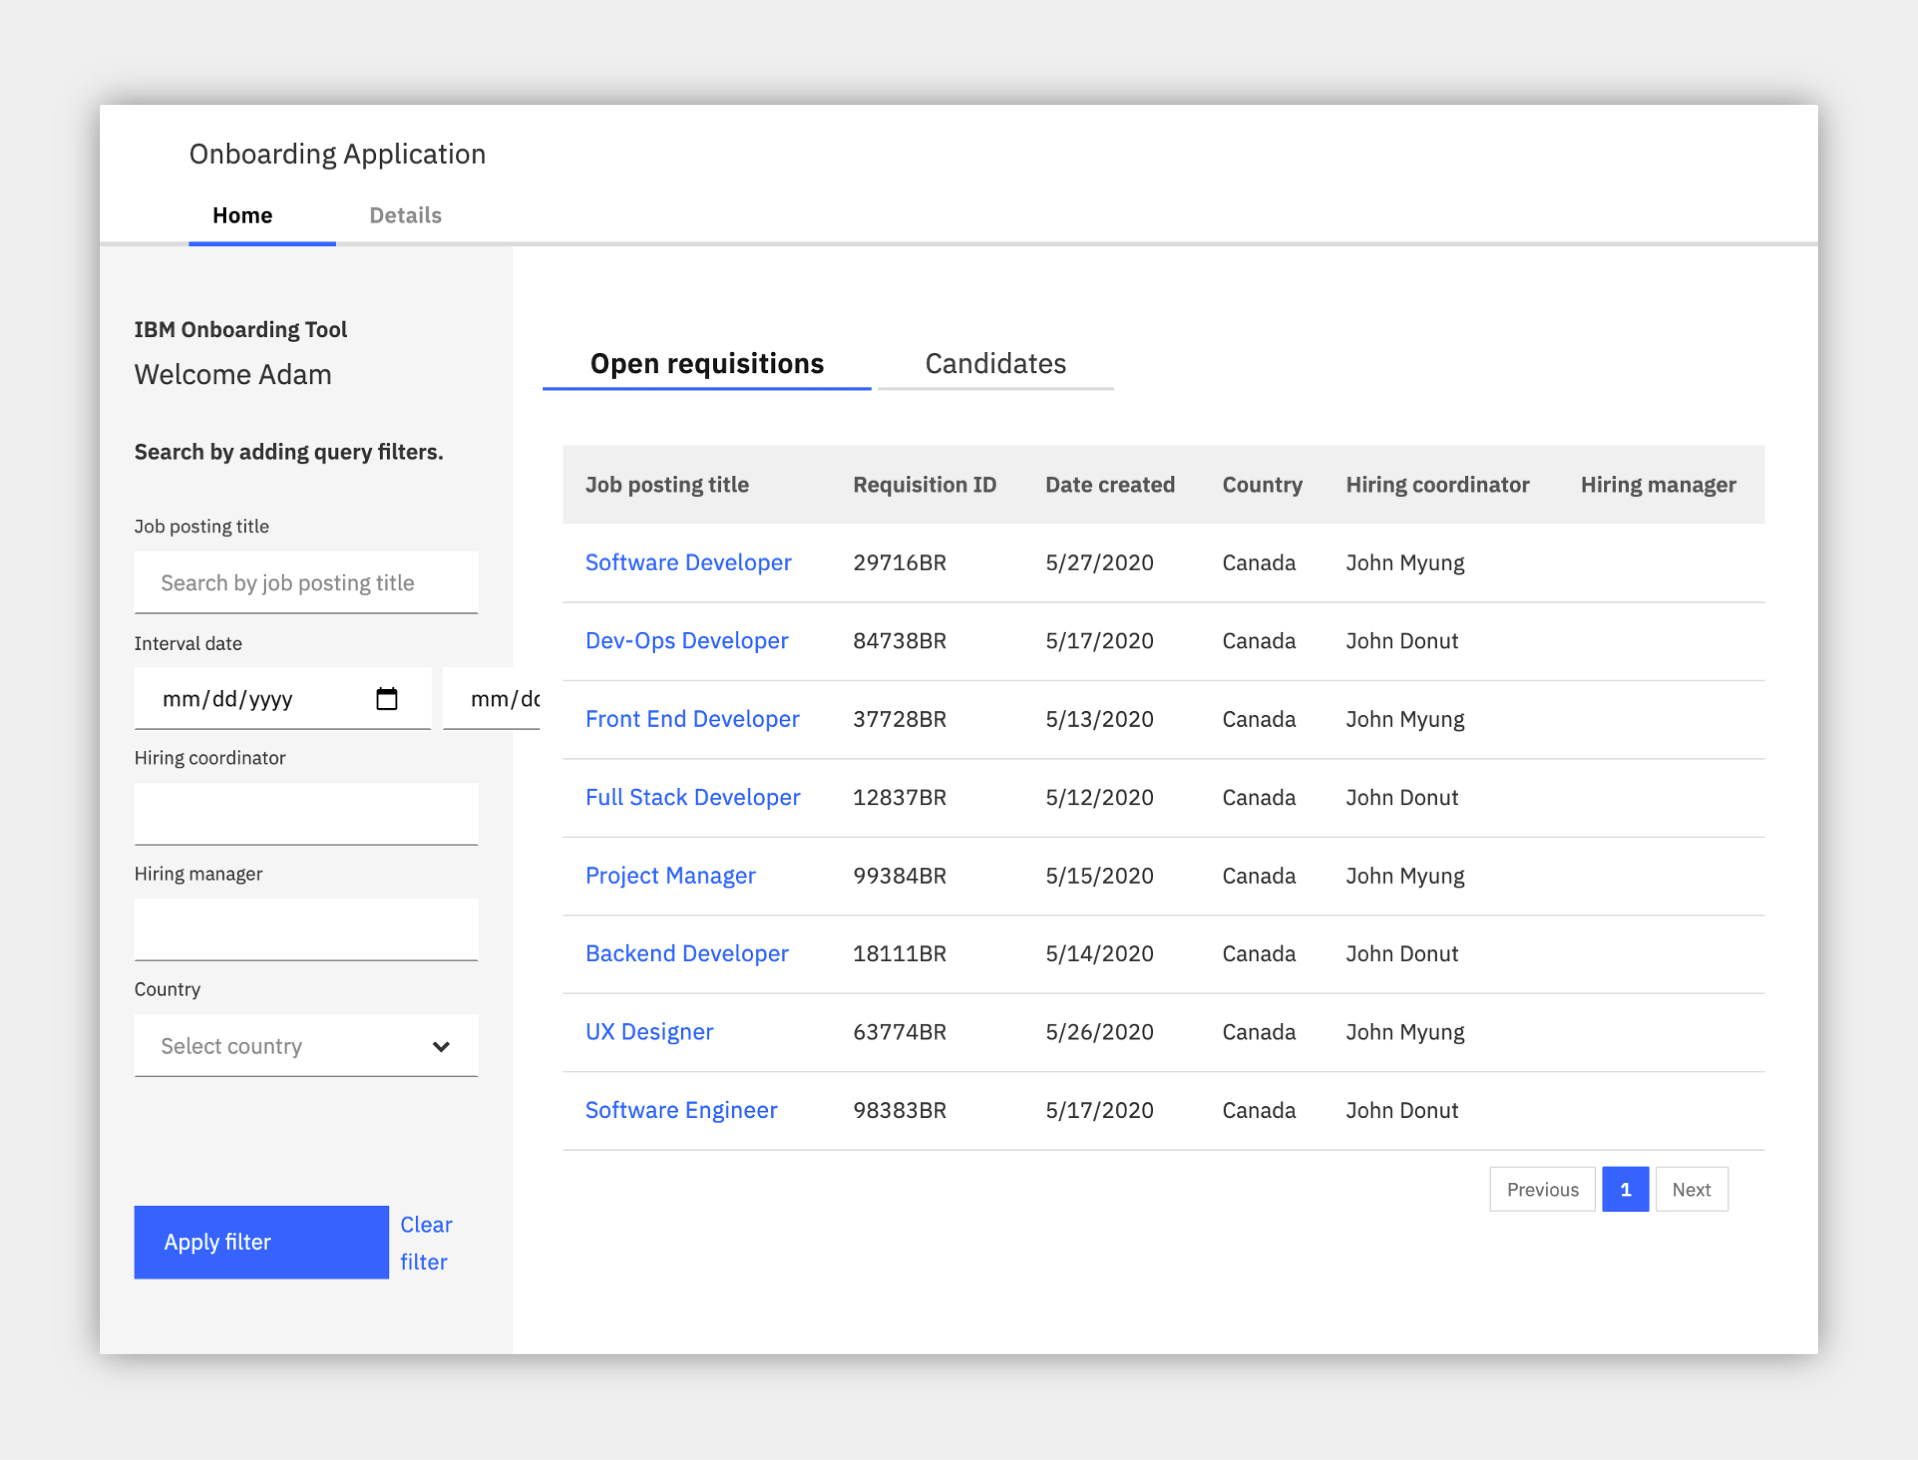 Onboarding Application
Home Details
IBM Onboarding Tool
Welcome Adam
Search by adding query filters.
Job posting title
Search by job posting title
Interval date
mm/dd/yyyy mm/dd
Hiring coordinator
Hiring manager
Country
Select country
Apply filter
Clear
filter
Open requisitions Candidates
Job posting title Requisition ID Date created Country Hiring coordinator Hiring manager
Software Developer 29716BR 5/27/2020 Canada John Myung
Dev-Ops Developer 84738BR 5/17/2020 Canada John Donut
Front End Developer 37728BR 5/13/2020 Canada John Myung
Full Stack Developer 12837BR 5/12/2020 Canada John Donut
Project Manager 99384BR 5/15/2020 Canada John Myung
Backend Developer 18111BR 5/14/2020 Canada John Donut
UX Designer 63774BR 5/26/2020 Canada John Myung
Software Engineer 98383BR 5/17/2020 Canada John Donut
Previous 1 Next